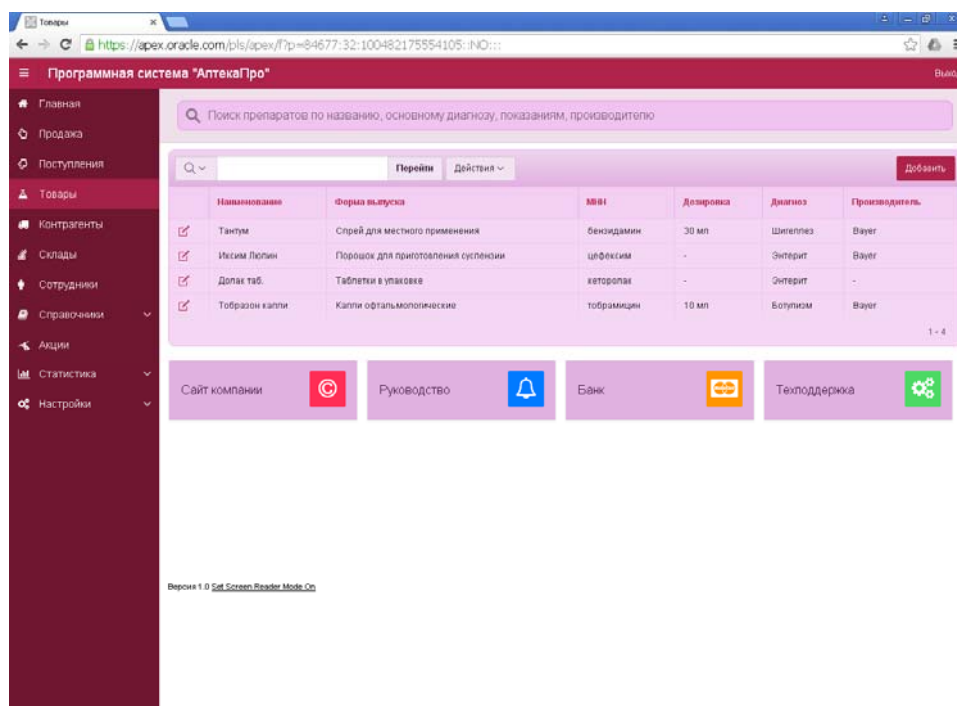 Товары
https://apex.oracle.com/pls/apex/f?p=84677:32:100482175554105::NO:::
Программная система "АптекаПро"
Выход
Главная
Продажа
Поступления
Товары
Контрагенты
Склады
Сотрудники
Справочники
Акции
Статистика
Настройки
Поиск препаратов по названию, основному диагнозу, показаниям, производителю
Перейти Действия Добавить
Наименование Форма выпуска МНН Дозировка Диагноз Производитель
Тантум Спрей для местного применения бензидамин 30 мл Шигеллез Bayer
Иксим Люпин Порошок для приготовления суспензии цефексим - Энтерит Bayer
Долак таб. Таблетки в упаковке кеторолак - Энтерит -
Тобразон капли Капли офтальмологические тобрамицин 10 мл Ботулизм Bayer
1 - 4
Сайт компании Руководство Банк Техподдержка
Версия 1.0 Set Screen Reader Mode On